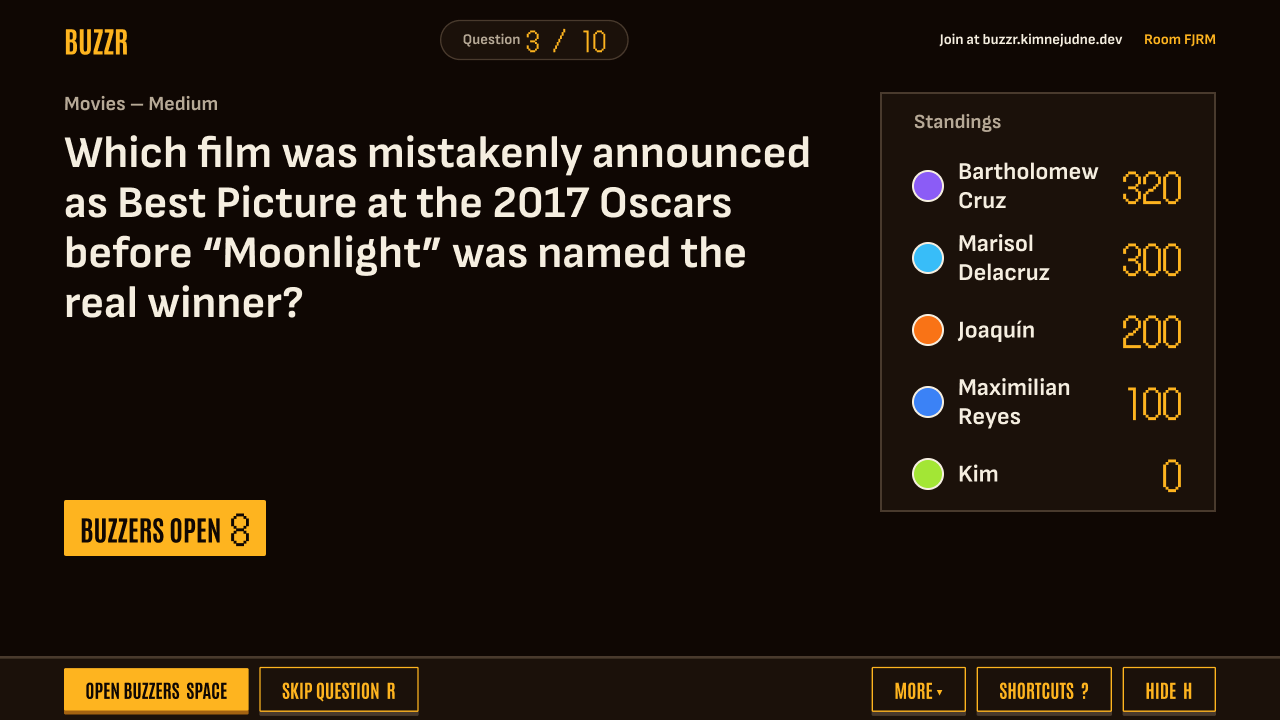 BUZZR
Question 3 / 10
Join at buzzr.kimnejudne.dev Room FJRM
Movies – Medium
Which film was mistakenly announced
as Best Picture at the 2017 Oscars
before “Moonlight” was named the
real winner?
BUZZERS OPEN 8
Standings
Bartholomew
Cruz
320
Marisol
Delacruz
300
Joaquín 200
Maximilian
Reyes
100
Kim 0
OPEN BUZZERS SPACE
SKIP QUESTION R
MORE ▾
SHORTCUTS ?
HIDE H